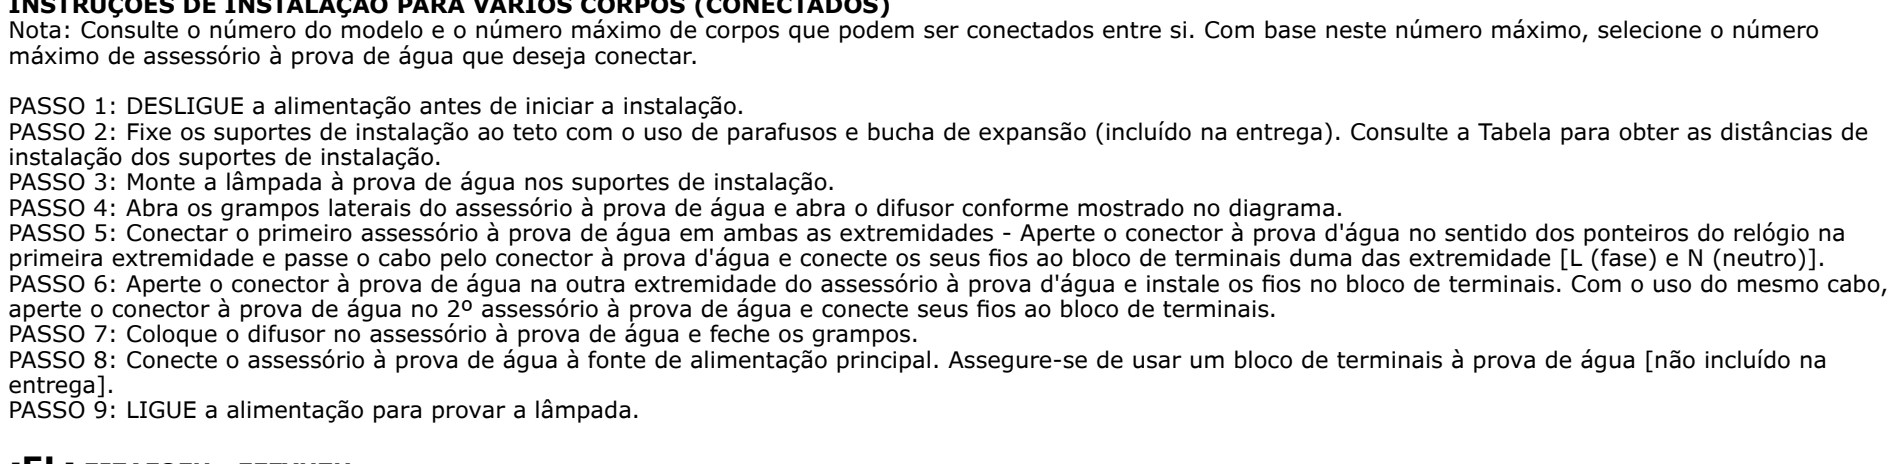 INSTRUÇÕES DE INSTALAÇÃO PARA VÁRIOS CORPOS (CONECTADOS)
Nota: Consulte o número do modelo e o número máximo de corpos que podem ser conectados entre si. Com base neste número máximo, selecione o número
máximo de assessório à prova de água que deseja conectar.
PASSO 1: DESLIGUE a alimentação antes de iniciar a instalação.
PASSO 2: Fixe os suportes de instalação ao teto com o uso de parafusos e bucha de expansão (incluído na entrega). Consulte a Tabela para obter as distâncias de
instalação dos suportes de instalação.
PASSO 3: Monte a lâmpada à prova de água nos suportes de instalação.
PASSO 4: Abra os grampos laterais do assessório à prova de água e abra o difusor conforme mostrado no diagrama.
PASSO 5: Conectar o primeiro assessório à prova de água em ambas as extremidades - Aperte o conector à prova d'água no sentido dos ponteiros do relógio na
primeira extremidade e passe o cabo pelo conector à prova d'água e conecte os seus fios ao bloco de terminais duma das extremidade [L (fase) e N (neutro)].
PASSO 6: Aperte o conector à prova de água na outra extremidade do assessório à prova d'água e instale os fios no bloco de terminais. Com o uso do mesmo cabo,
aperte o conector à prova de água no 2º assessório à prova de água e conecte seus fios ao bloco de terminais.
PASSO 7: Coloque o difusor no assessório à prova de água e feche os grampos.
PASSO 8: Conecte o assessório à prova de água à fonte de alimentação principal. Assegure-se de usar um bloco de terminais à prova de água [não incluído na
entrega].
PASSO 9: LIGUE a alimentação para provar a lâmpada.